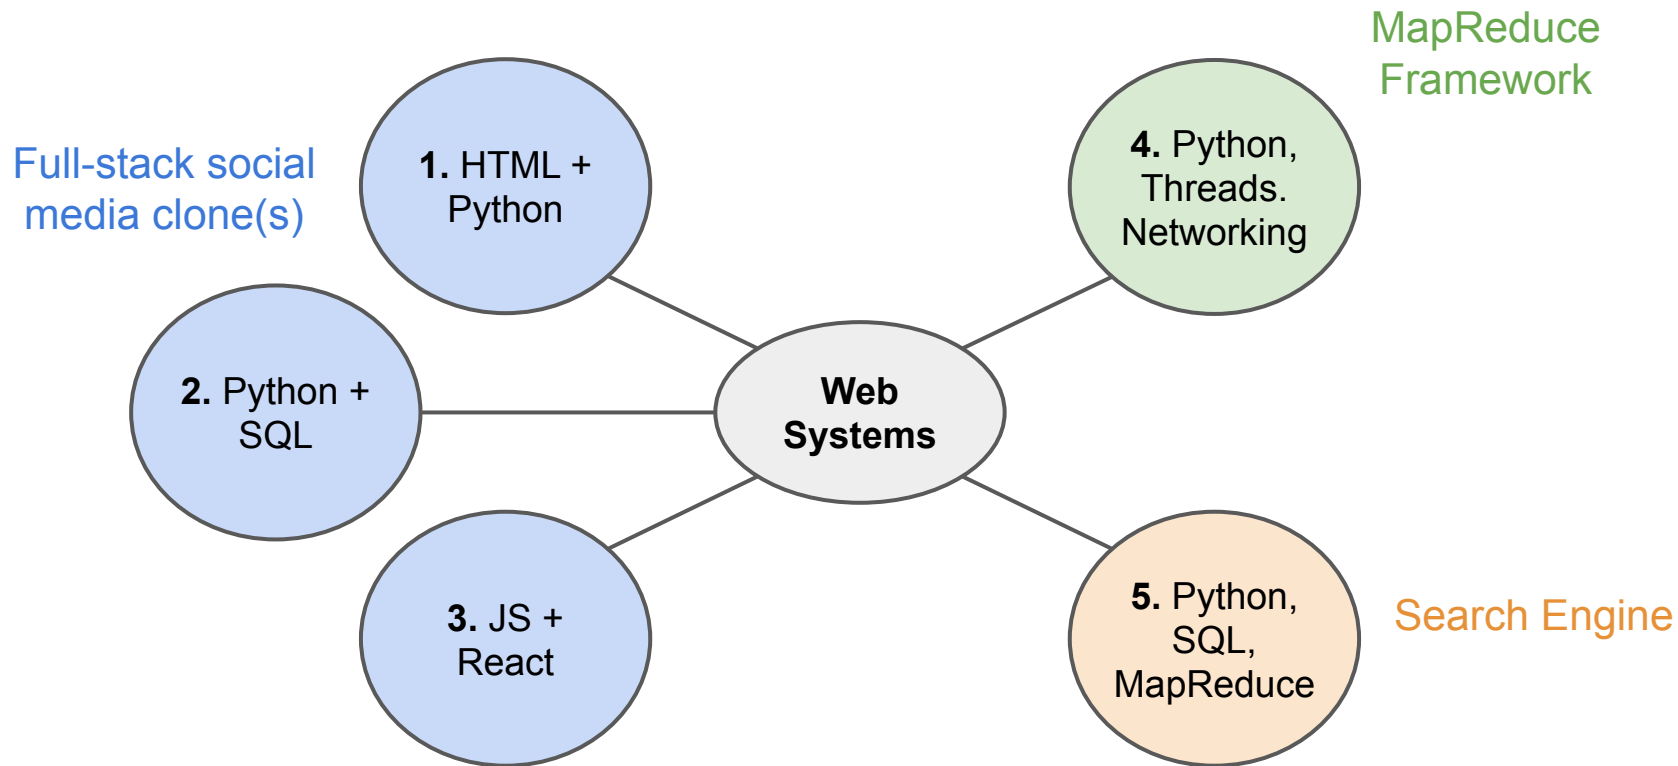 Full-stack social
media clone(s)
1. HTML +
Python
2. Python +
SQL
3. JS +
React
Web
Systems
MapReduce
Framework
4. Python,
Threads.
Networking
5. Python,
SQL,
MapReduce
Search Engine